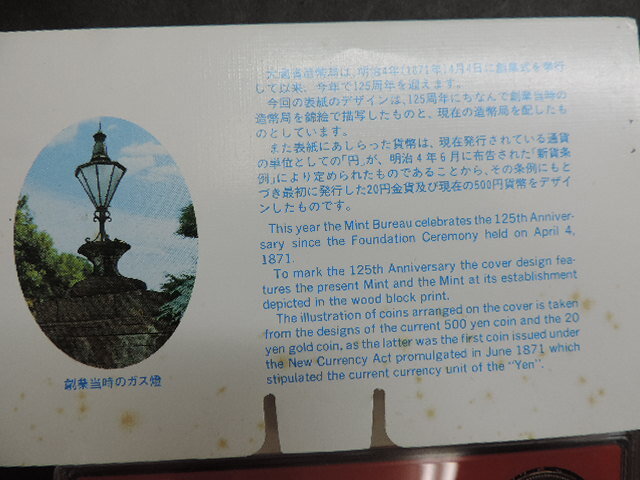 大蔵省造幣局は、明治4年(1871年)4月4日に創業式を挙行
して以来、今年で125周年を迎えます。
今回の表紙のデザインは、125周年にちなんで創業当時の
造幣局を錦絵で描写したものと、現在の造幣局を配したも
のとしています。
また表紙にあしらった貨幣は、現在発行されている通貨
の単位としての「円」が、明治4年6月に布告された「新貨条
例」により定められたものであることから、その条例にもと
づき最初に発行した20円金貨及び現在の500円貨幣をデザイ
ンしたものです。
This year the Mint Bureau celebrates the 125th Anniver-
sary since the Foundation Ceremony held on April 4,
1871.
To mark the 125th Anniversary the cover design fea-
tures the present Mint and the Mint at its establishment
depicted in the wood block print.
The illustration of coins arranged on the cover is taken
from the designs of the current 500 yen coin and the 20
yen gold coin, as the latter was the first coin issued under
the New Currency Act promulgated in June 1871 which
stipulated the current currency unit of the "Yen".
創業当時のガス燈